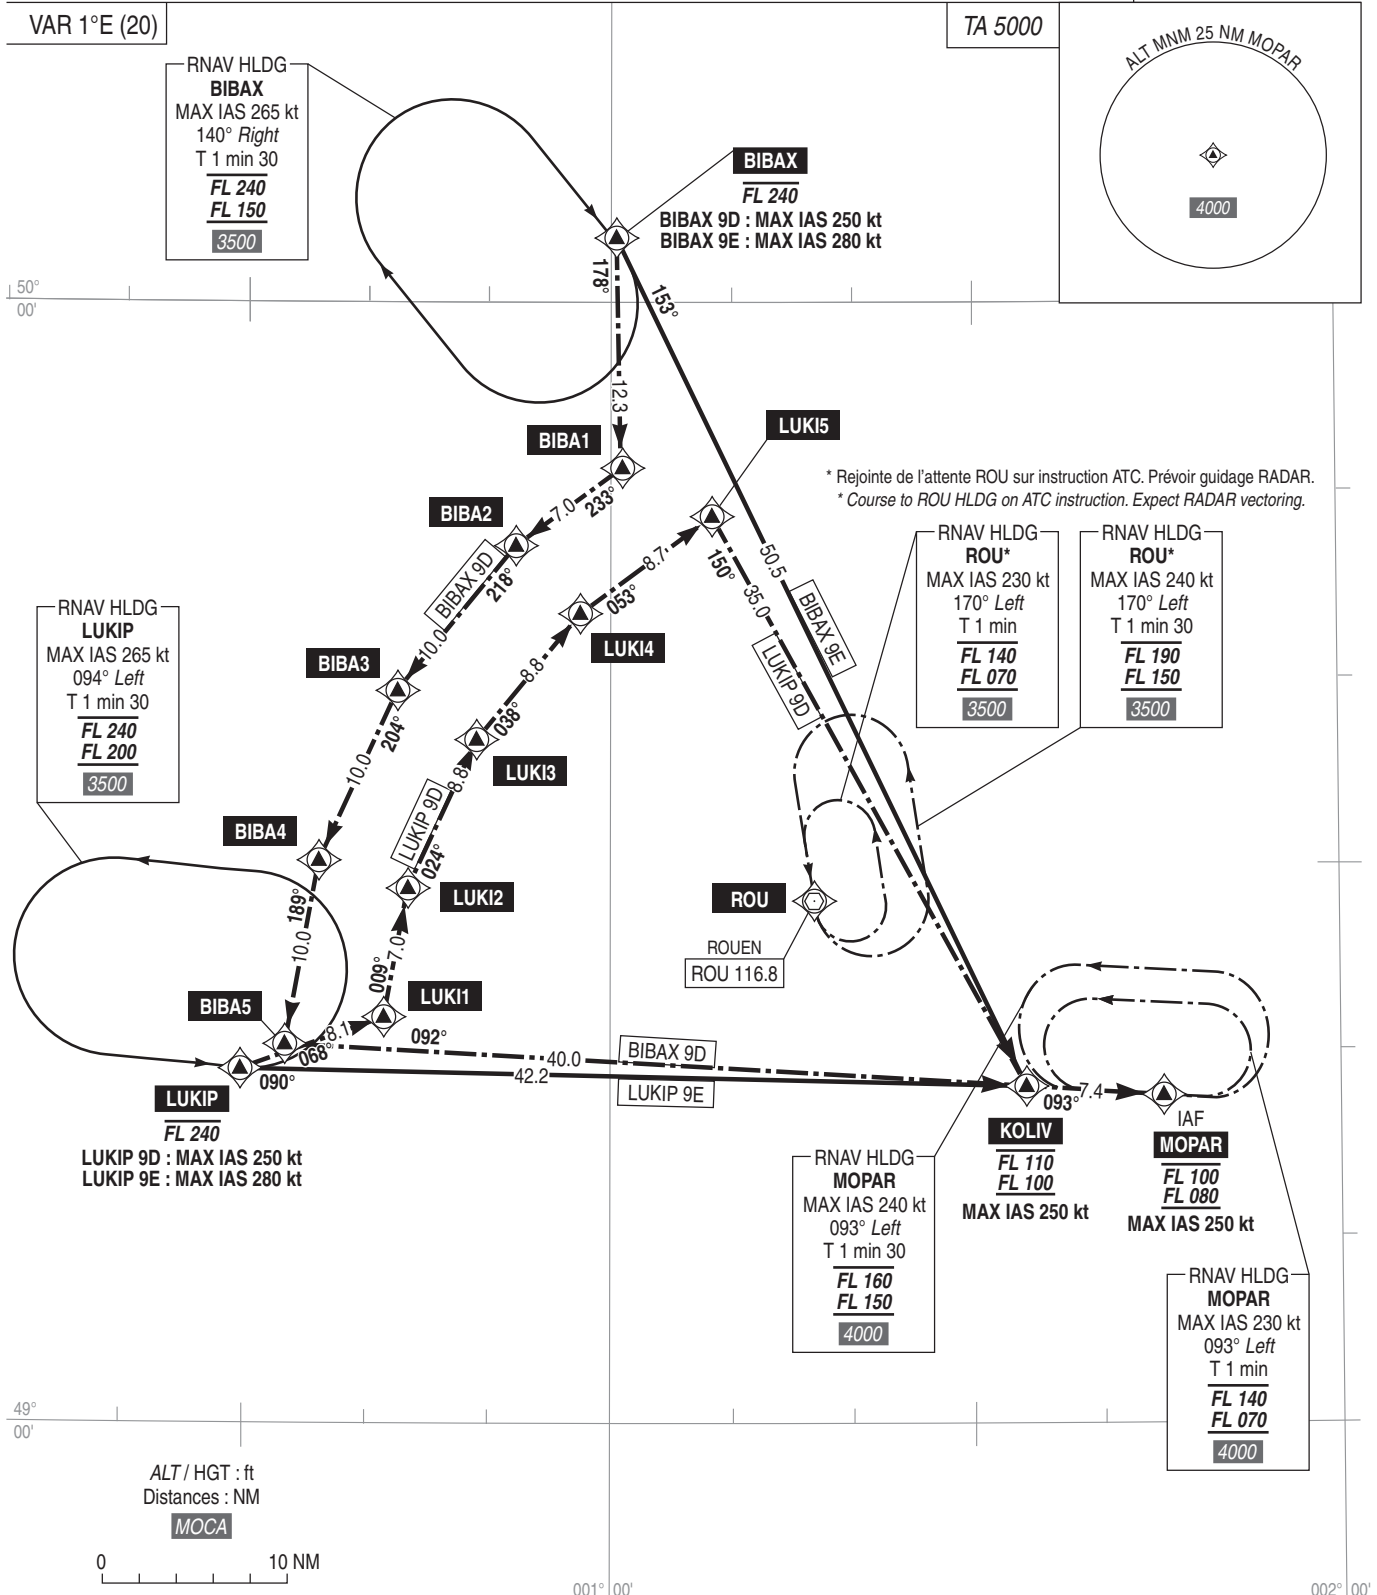 VAR 1°E (20)
TA 5000
ALT MNM 25 NM MOPAR
4000
RNAV HLDG
BIBAX
MAX IAS 265 kt
140° Right
T 1 min 30
FL 240
FL 150
3500
BIBAX
FL 240
BIBAX 9D : MAX IAS 250 kt
BIBAX 9E : MAX IAS 280 kt
50°
00'
178°
153°
12.3
BIBA1
LUKI5
* Rejointe de l'attente ROU sur instruction ATC. Prévoir guidage RADAR.
* Course to ROU HLDG on ATC instruction. Expect RADAR vectoring.
7.0
233°
BIBA2
BIBAX 9D
218°
8.7
150°
50.5
35.0
BIBAX 9E
LUKIP 9D
RNAV HLDG
ROU*
MAX IAS 230 kt
170° Left
T 1 min
FL 140
FL 070
3500
RNAV HLDG
ROU*
MAX IAS 240 kt
170° Left
T 1 min 30
FL 190
FL 150
3500
RNAV HLDG
LUKIP
MAX IAS 265 kt
094° Left
T 1 min 30
FL 240
FL 200
3500
053°
LUKI4
10.0
BIBA3
8.8
204°
038°
LUKI3
10.0
8.8
LUKIP 9D
BIBA4
024°
LUKI2
189°
10.0
ROU
ROUEN
ROU 116.8
7.0
009°
LUKI1
BIBA5
8.1
068°
092°
40.0
BIBAX 9D
090°
42.2
LUKIP 9E
LUKIP
FL 240
LUKIP 9D : MAX IAS 250 kt
LUKIP 9E : MAX IAS 280 kt
093°
7.4
KOLIV
FL 110
FL 100
MAX IAS 250 kt
IAF
MOPAR
FL 100
FL 080
MAX IAS 250 kt
RNAV HLDG
MOPAR
MAX IAS 240 kt
093° Left
T 1 min 30
FL 160
FL 150
4000
RNAV HLDG
MOPAR
MAX IAS 230 kt
093° Left
T 1 min
FL 140
FL 070
4000
49°
00'
ALT / HGT : ft
Distances : NM
MOCA
0 10 NM
001° 00'
002° 00'